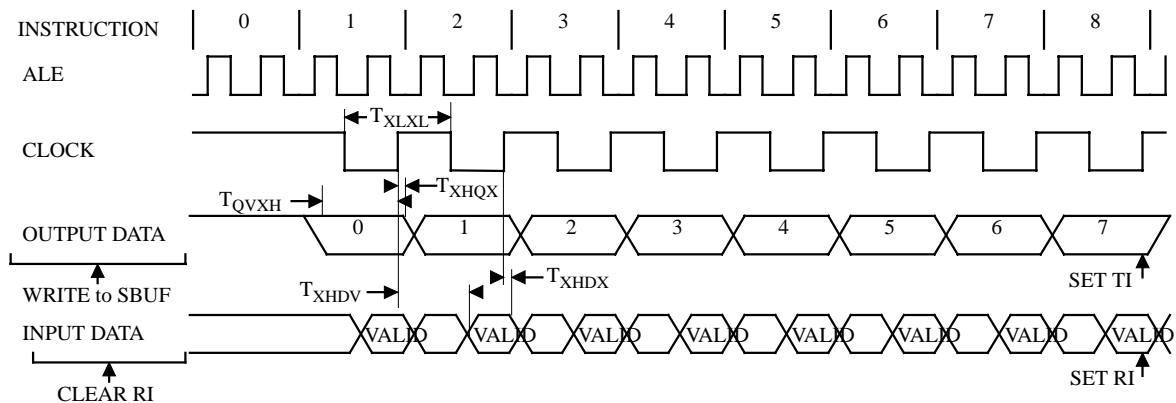 INSTRUCTION 0 1 2 3 4 5 6 7 8
ALE
TXLXL
CLOCK
TXHQX
TQVXH
OUTPUT DATA 0 1 2 3 4 5 6 7
SET TI
WRITE to SBUF
TXHDV TXHDX
INPUT DATA VALID VALID VALID VALID VALID VALID VALID VALID
SET RI
CLEAR RI